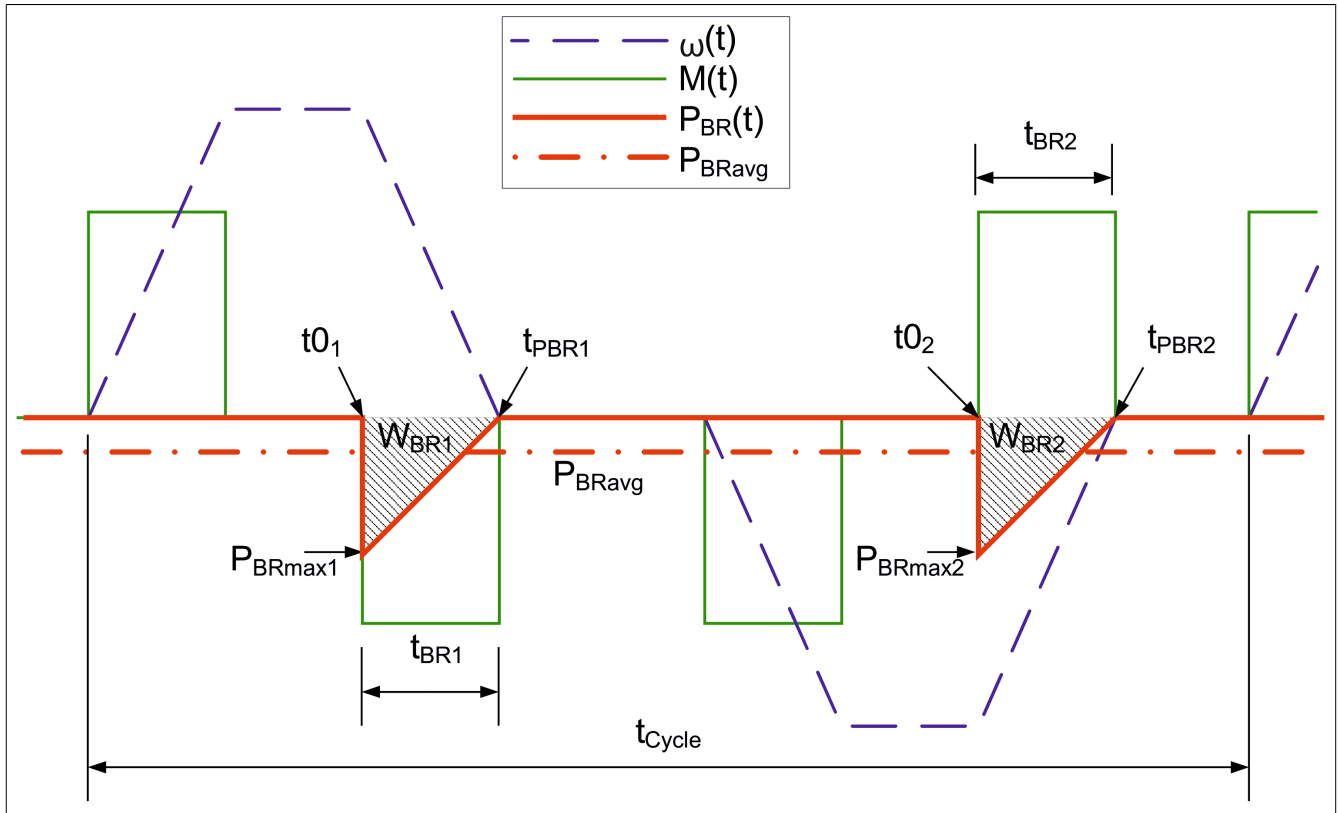 ω(t)
M(t)
P_BR(t)
P_BRavg
t_BR2
t0_1
t_PBR1
t0_2
t_PBR2
W_BR1
W_BR2
P_BRavg
P_BRmax1
P_BRmax2
t_BR1
t_Cycle